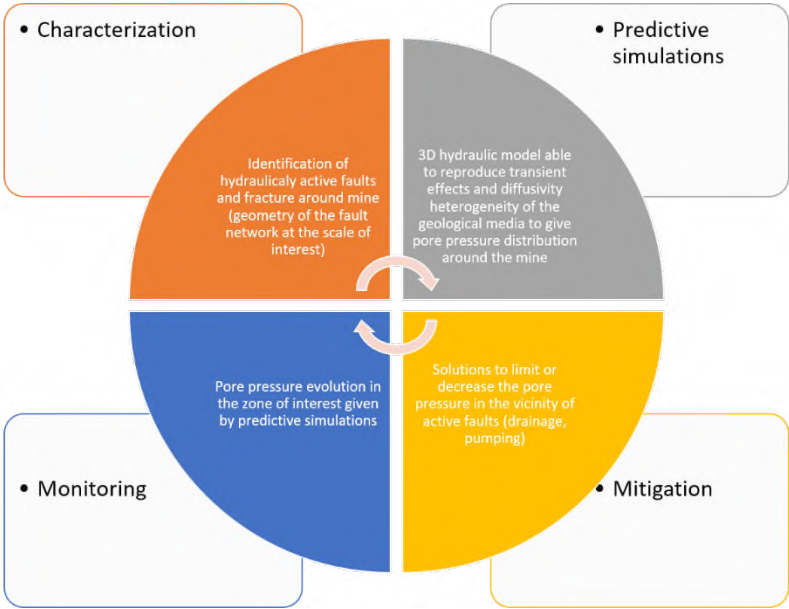 • Characterization
• Predictive
simulations
Identification of
hydraulicaly active faults
and fracture around mine
(geometry of the fault
network at the scale of
interest)
3D hydraulic model able
to reproduce transient
effects and diffusivity
heterogeneity of the
geological media to give
pore pressure distribution
around the mine
Pore pressure evolution in
the zone of interest given
by predictive simulations
Solutions to limit or
decrease the pore
pressure in the vicinity of
active faults (drainage,
pumping)
• Monitoring
• Mitigation